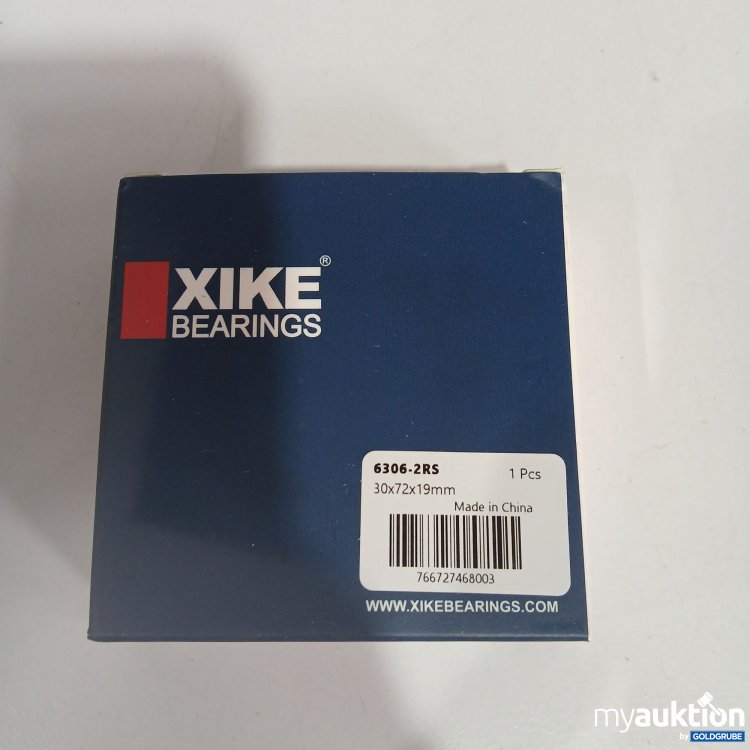 XIKE®
BEARINGS
6306-2RS 1 Pcs
30x72x19mm
Made in China
766727468003
WWW.XIKEBEARINGS.COM
myauktion
by GOLDGRUBE